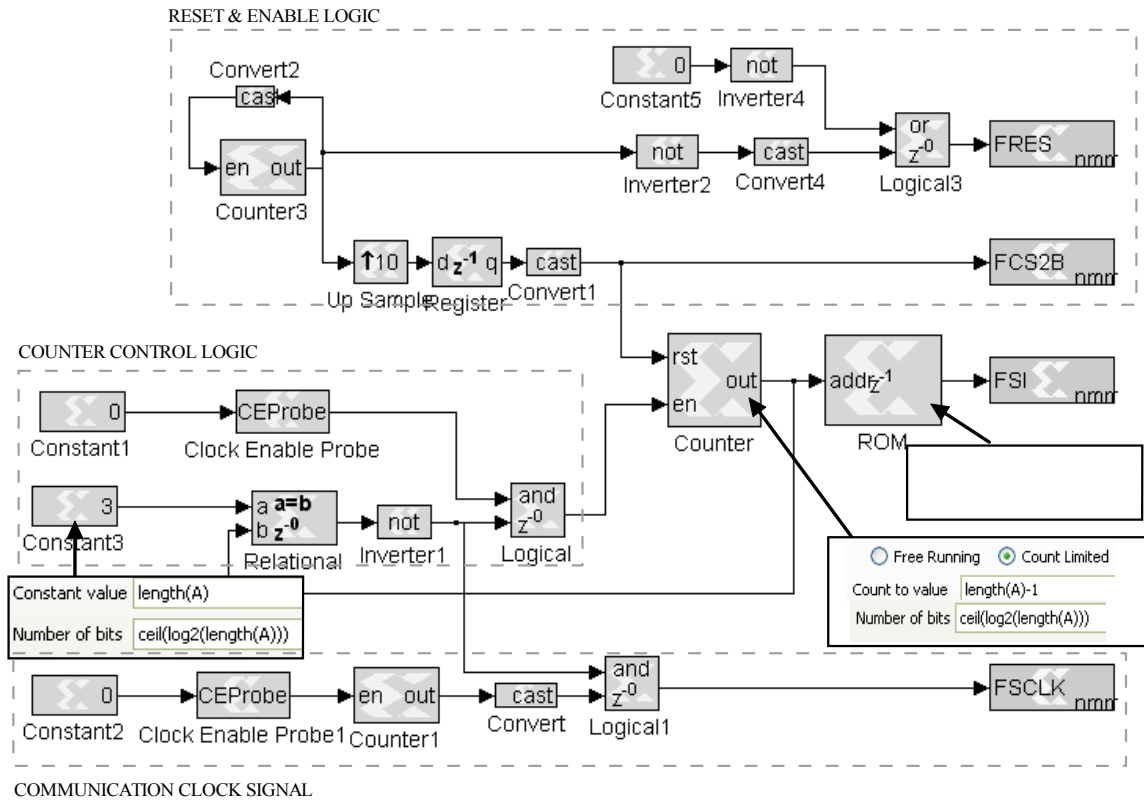 RESET & ENABLE LOGIC
Convert2
cast
en out
Counter3
0
Constant5
not
Inverter4
not
Inverter2
cast
Convert4
or
z-0
Logical3
FRES
↑10
Up Sample
d z-1 q
Register
cast
Convert1
FCS2B
COUNTER CONTROL LOGIC
0
Constant1
CEProbe
Clock Enable Probe
3
Constant3
a a=b
b z-0
Relational
not
Inverter1
and
z-0
Logical
rst
out
en
Counter
addr z-1
ROM
FSI
Constant value length(A)
Number of bits ceil(log2(length(A)))
Free Running Count Limited
Count to value length(A)-1
Number of bits ceil(log2(length(A)))
0
Constant2
CEProbe
Clock Enable Probe1
en out
Counter1
cast
Convert
and
z-0
Logical1
FSCLK
COMMUNICATION CLOCK SIGNAL